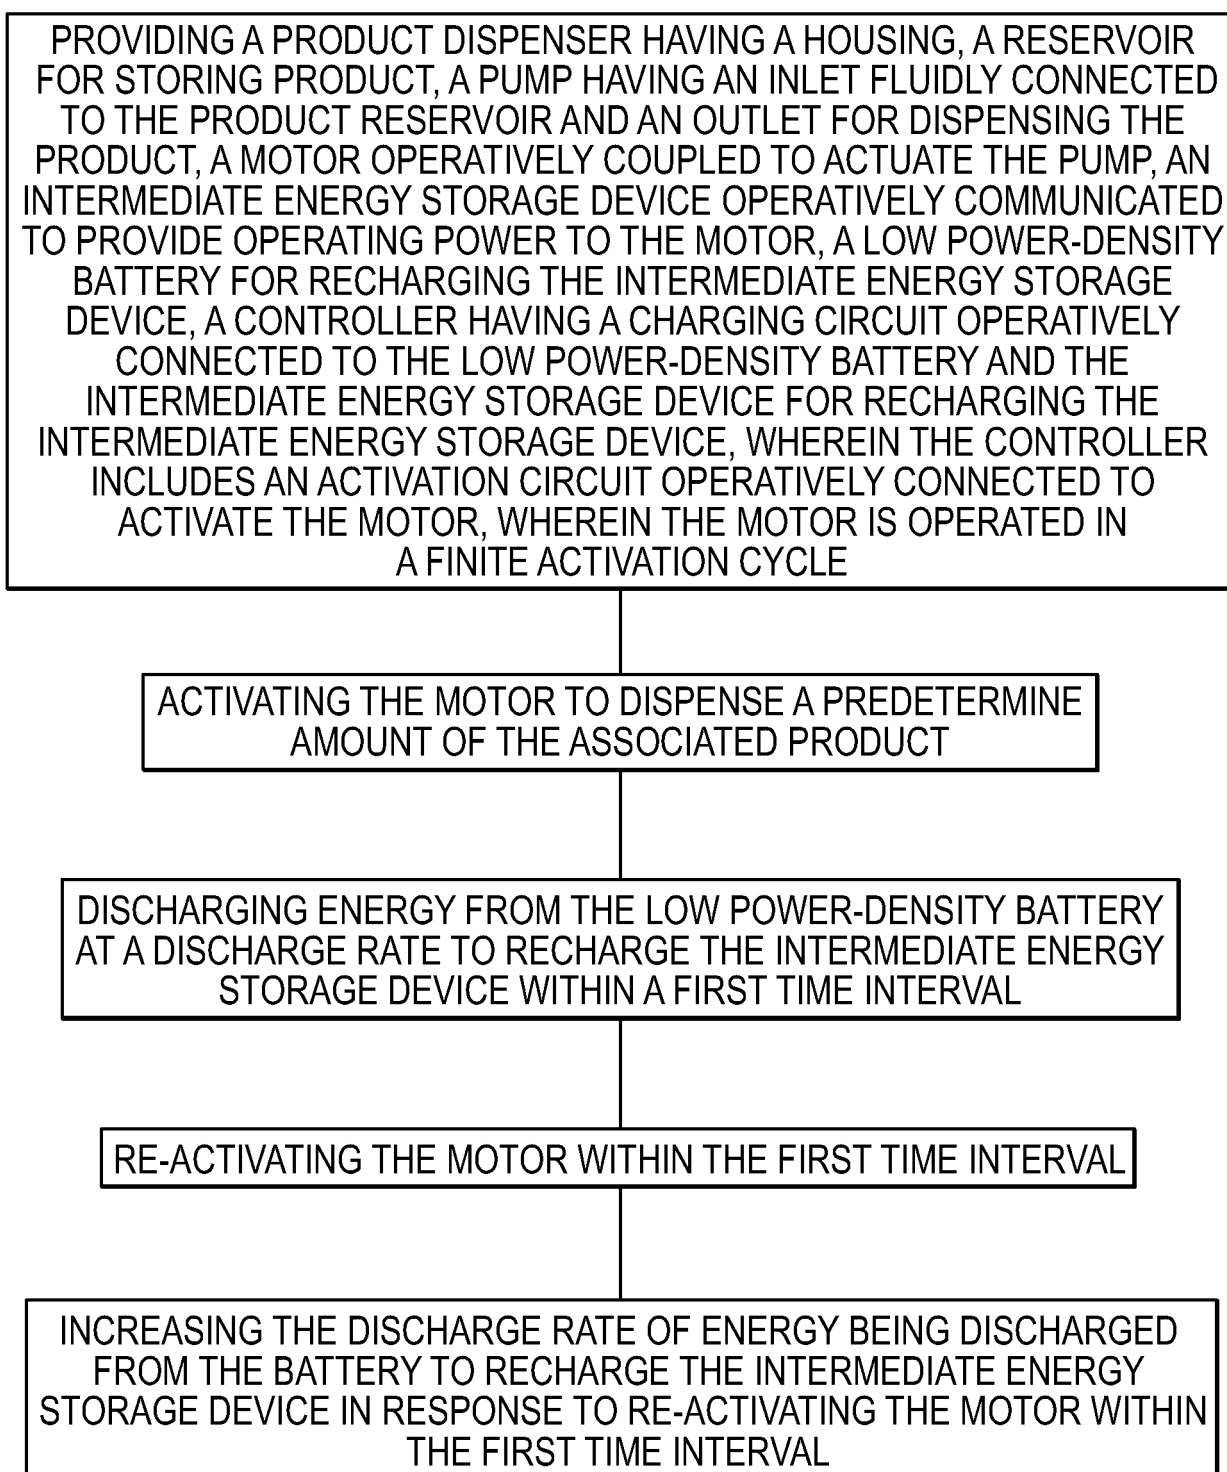 PROVIDING A PRODUCT DISPENSER HAVING A HOUSING, A RESERVOIR
FOR STORING PRODUCT, A PUMP HAVING AN INLET FLUIDLY CONNECTED
TO THE PRODUCT RESERVOIR AND AN OUTLET FOR DISPENSING THE
PRODUCT, A MOTOR OPERATIVELY COUPLED TO ACTUATE THE PUMP, AN
INTERMEDIATE ENERGY STORAGE DEVICE OPERATIVELY COMMUNICATED
TO PROVIDE OPERATING POWER TO THE MOTOR, A LOW POWER-DENSITY
BATTERY FOR RECHARGING THE INTERMEDIATE ENERGY STORAGE
DEVICE, A CONTROLLER HAVING A CHARGING CIRCUIT OPERATIVELY
CONNECTED TO THE LOW POWER-DENSITY BATTERY AND THE
INTERMEDIATE ENERGY STORAGE DEVICE FOR RECHARGING THE
INTERMEDIATE ENERGY STORAGE DEVICE, WHEREIN THE CONTROLLER
INCLUDES AN ACTIVATION CIRCUIT OPERATIVELY CONNECTED TO
ACTIVATE THE MOTOR, WHEREIN THE MOTOR IS OPERATED IN
A FINITE ACTIVATION CYCLE
ACTIVATING THE MOTOR TO DISPENSE A PREDETERMINE
AMOUNT OF THE ASSOCIATED PRODUCT
DISCHARGING ENERGY FROM THE LOW POWER-DENSITY BATTERY
AT A DISCHARGE RATE TO RECHARGE THE INTERMEDIATE ENERGY
STORAGE DEVICE WITHIN A FIRST TIME INTERVAL
RE-ACTIVATING THE MOTOR WITHIN THE FIRST TIME INTERVAL
INCREASING THE DISCHARGE RATE OF ENERGY BEING DISCHARGED
FROM THE BATTERY TO RECHARGE THE INTERMEDIATE ENERGY
STORAGE DEVICE IN RESPONSE TO RE-ACTIVATING THE MOTOR WITHIN
THE FIRST TIME INTERVAL